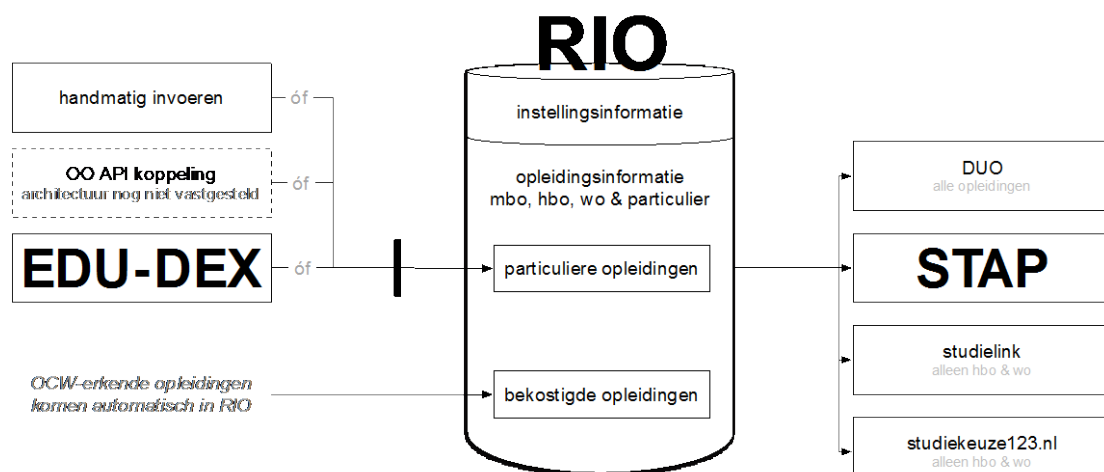 RIO
handmatig invoeren
óf
instellingsinformatie
OO API koppeling
architectuur nog niet vastgesteld
óf
opleidingsinformatie
mbo, hbo, wo & particulier
DUO
alle opleidingen
EDU-DEX
óf
particuliere opleidingen
STAP
studielink
alleen hbo & wo
OCW-erkende opleidingen
komen automatisch in RIO
bekostigde opleidingen
studiekeuze123.nl
alleen hbo & wo